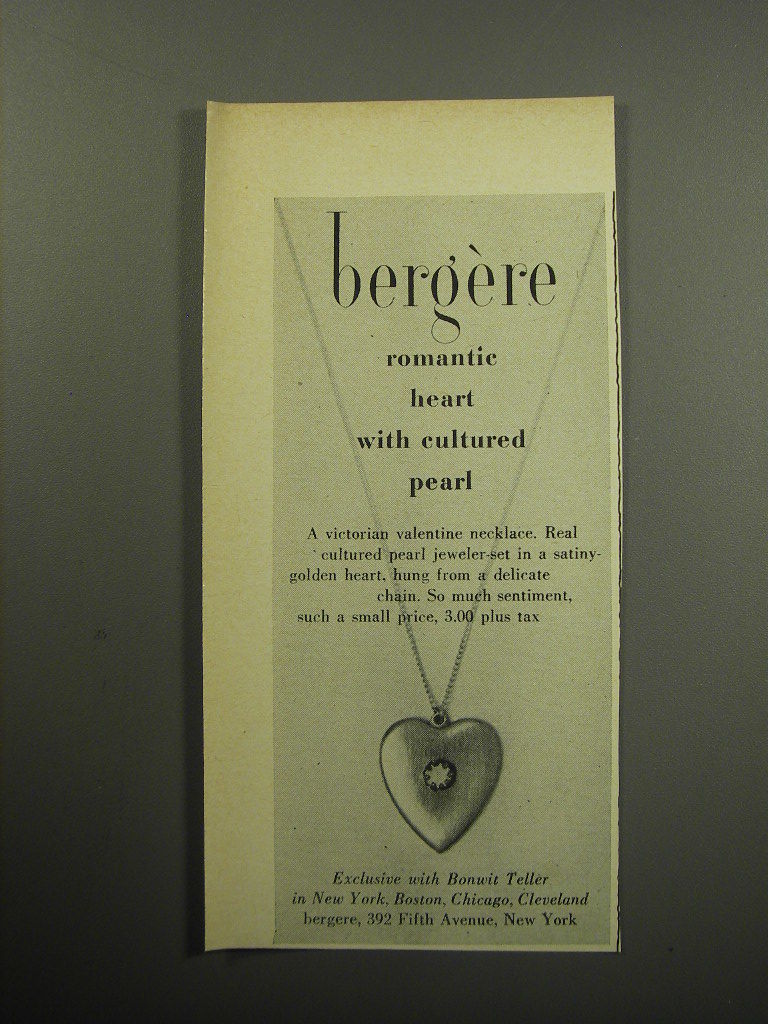 bergère
romantic
heart
with cultured
pearl
A victorian valentine necklace. Real
cultured pearl jeweler-set in a satiny-
golden heart, hung from a delicate
chain. So much sentiment,
such a small price, 3.00 plus tax
Exclusive with Bonwit Teller
in New York, Boston, Chicago, Cleveland
bergere, 392 Fifth Avenue, New York